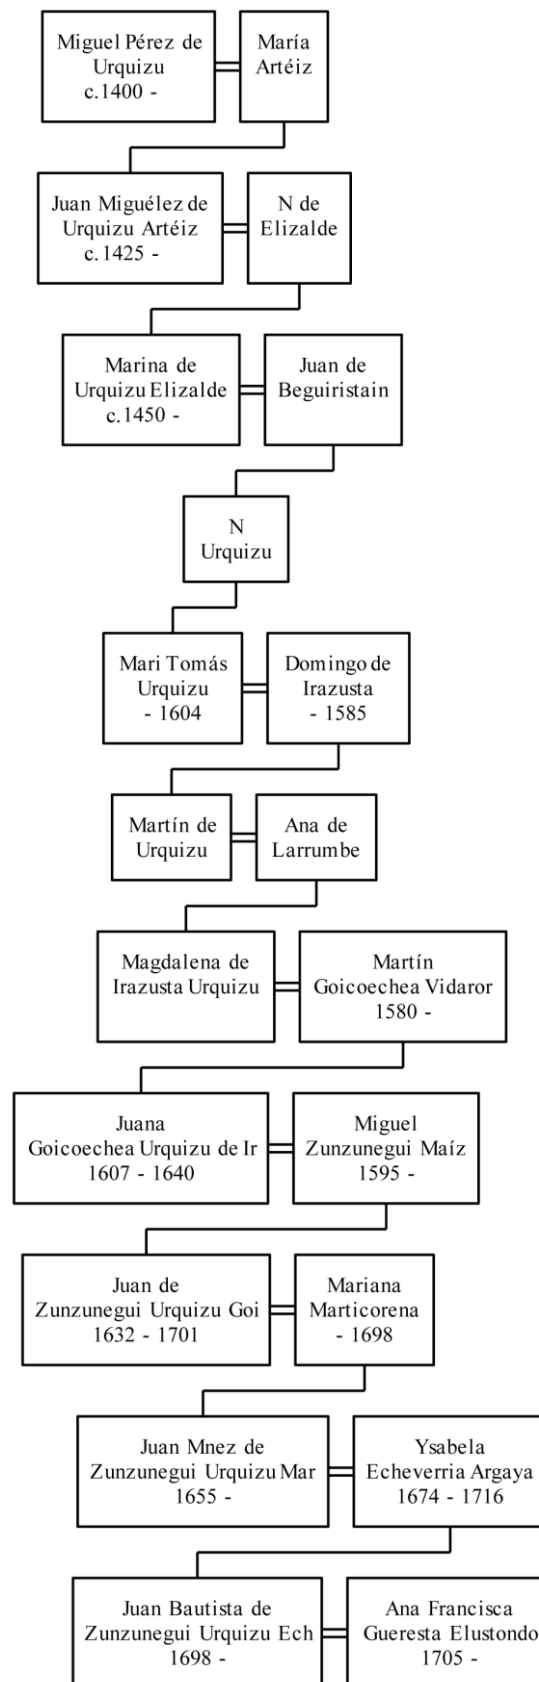 Miguel Pérez de
Urquizu
c.1400 -
María
Artéiz
Juan Miguélez de
Urquizu Artéiz
c.1425 -
N de
Elizalde
Marina de
Urquizu Elizalde
c.1450 -
Juan de
Beguiristain
N
Urquizu
Mari Tomás
Urquizu
- 1604
Domingo de
Irazusta
- 1585
Martín de
Urquizu
Ana de
Larrumbe
Magdalena de
Irazusta Urquizu
Martín
Goicoechea Vidaror
1580 -
Juana
Goicoechea Urquizu de Ir
1607 - 1640
Miguel
Zunzunegui Maíz
1595 -
Juan de
Zunzunegui Urquizu Goi
1632 - 1701
Mariana
Marticorena
- 1698
Juan Mnez de
Zunzunegui Urquizu Mar
1655 -
Ysabela
Echeverria Argaya
1674 - 1716
Juan Bautista de
Zunzunegui Urquizu Ech
1698 -
Ana Francisca
Gueresta Elustondo
1705 -